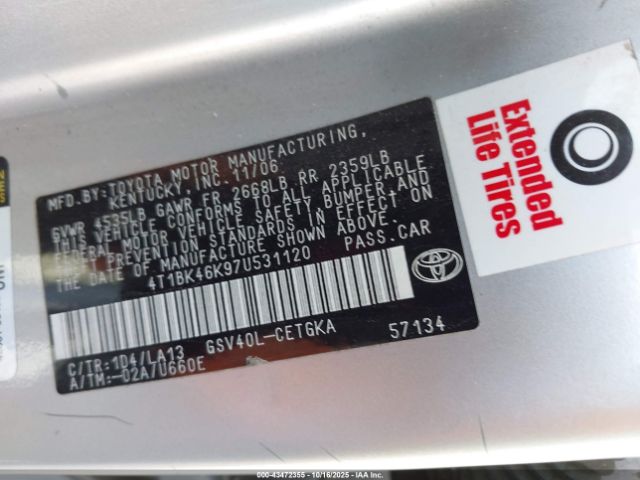 MFD.BY:TOYOTA MOTOR MANUFACTURING,
KENTUCKY, INC. 11/06
GVWR 4535LB GAWR FR 2668LB RR 2359LB
THIS VEHICLE CONFORMS TO ALL APPLICABLE
FEDERAL MOTOR VEHICLE SAFETY, BUMPER, AND
THEFT PREVENTION STANDARDS IN EFFECT ON
THE DATE OF MANUFACTURE SHOWN ABOVE.
4T1BK46K97U531120 PASS.CAR
C/TR:1D4/LA13 GSV40L-CETGKA 57134
A/TM:-02A/U660E
TOYOTA
Extended
Life Tires
000-43472355 - 10/16/2025 - IAA Inc.